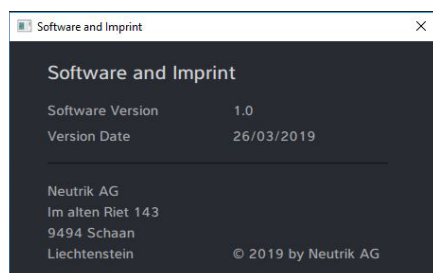 Software and Imprint
Software and Imprint
Software Version 1.0
Version Date 26/03/2019
Neutrik AG
Im alten Riet 143
9494 Schaan
Liechtenstein © 2019 by Neutrik AG